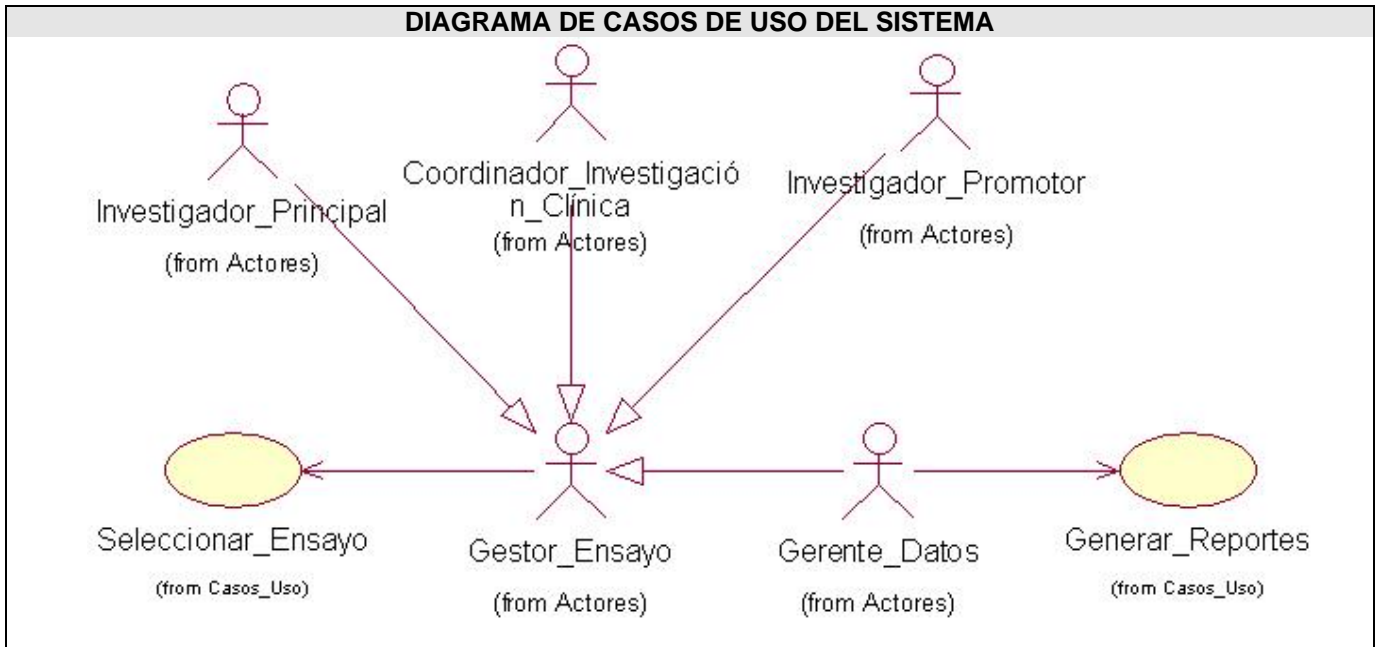 DIAGRAMA DE CASOS DE USO DEL SISTEMA
Investigador_Principal
(from Actores)
Coordinador_Investigació
n_Clínica
(from Actores)
Investigador_Promotor
(from Actores)
Seleccionar_Ensayo
(from Casos_Uso)
Gestor_Ensayo
(from Actores)
Gerente_Datos
(from Actores)
Generar_Reportes
(from Casos_Uso)